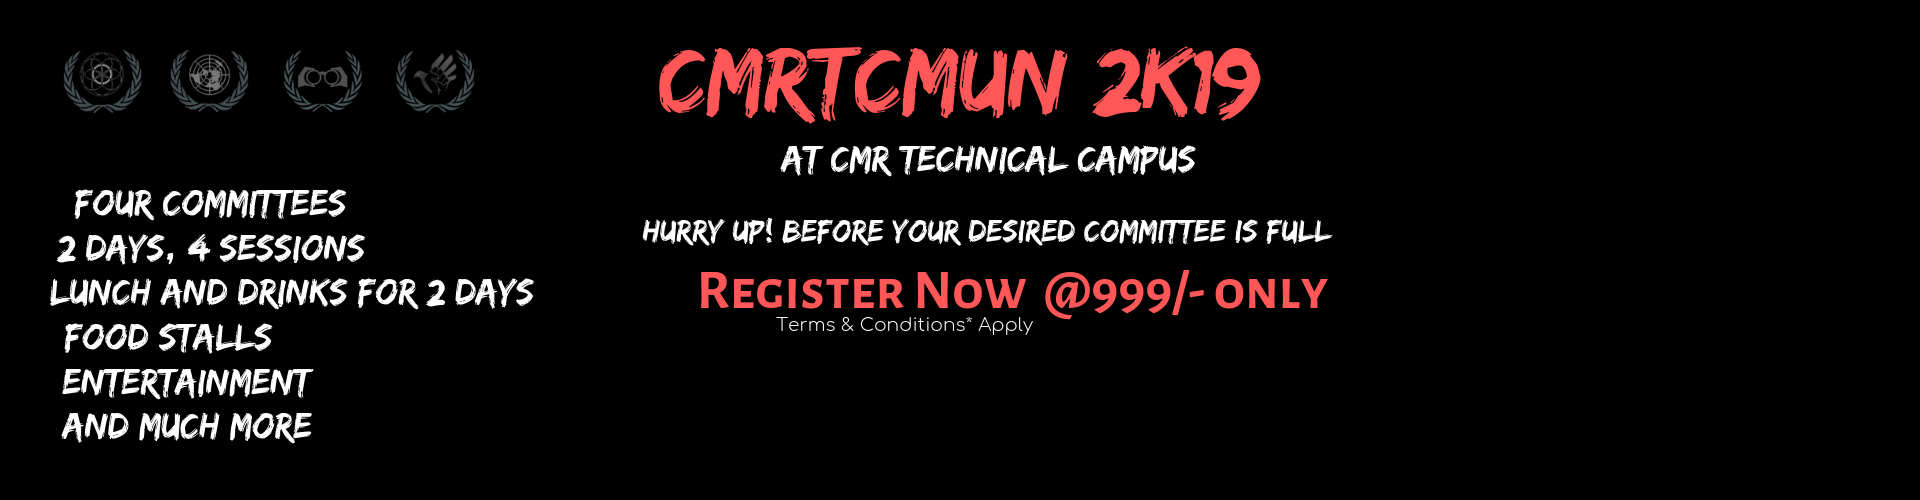 CMRTCMUN 2K19
AT CMR TECHNICAL CAMPUS
FOUR COMMITTEES
2 DAYS, 4 SESSIONS
LUNCH AND DRINKS FOR 2 DAYS
FOOD STALLS
ENTERTAINMENT
AND MUCH MORE
HURRY UP! BEFORE YOUR DESIRED COMMITTEE IS FULL
REGISTER NOW @999/- ONLY
Terms & Conditions* Apply